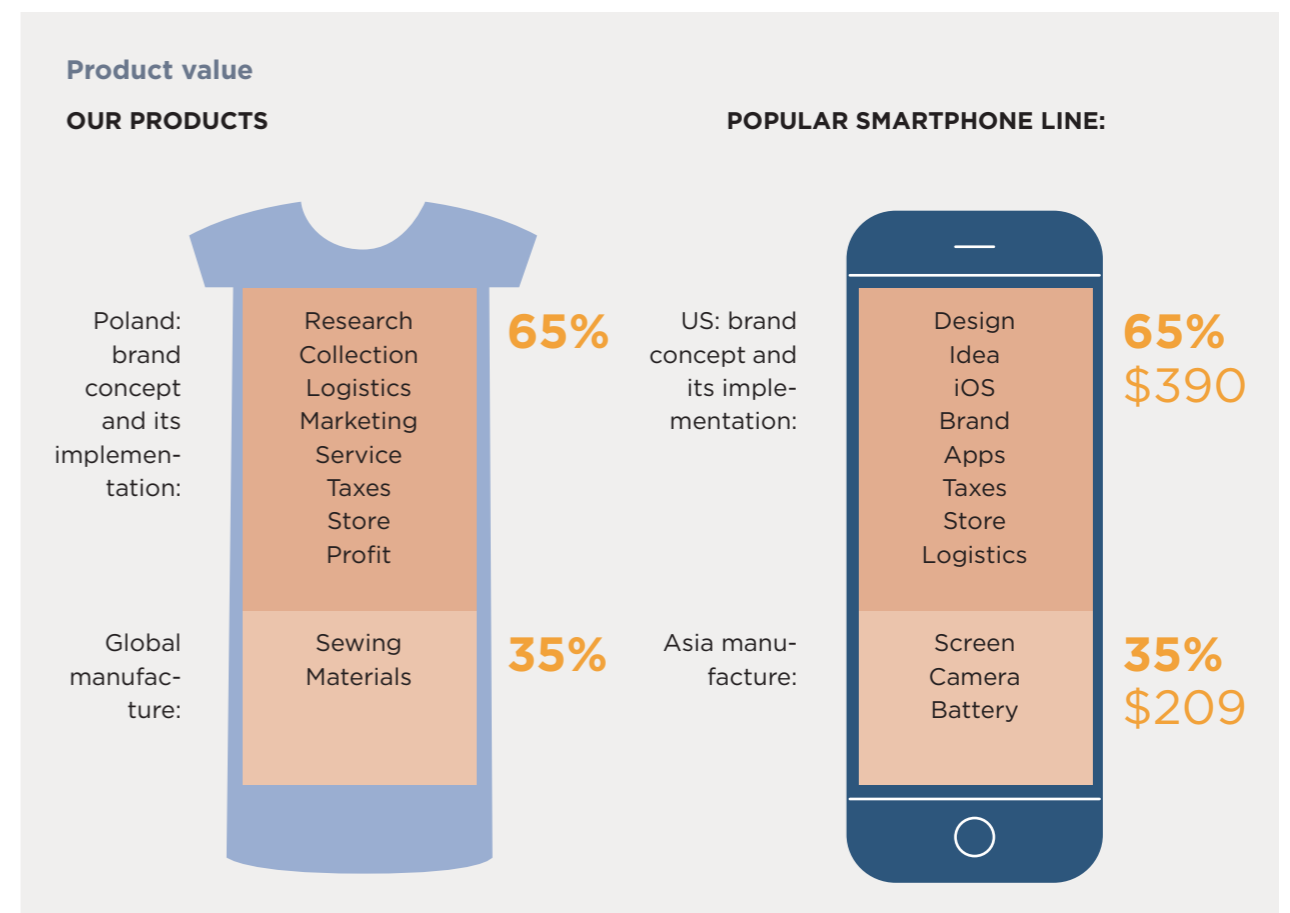 Product value
OUR PRODUCTS
Poland:
brand
concept
and its
implemen-
tation:
Research
Collection
Logistics
Marketing
Service
Taxes
Store
Profit
65%
Global
manufac-
ture:
Sewing
Materials
35%
POPULAR SMARTPHONE LINE:
US: brand
concept and
its imple-
mentation:
Design
Idea
iOS
Brand
Apps
Taxes
Store
Logistics
65%
$390
Asia manu-
facture:
Screen
Camera
Battery
35%
$209